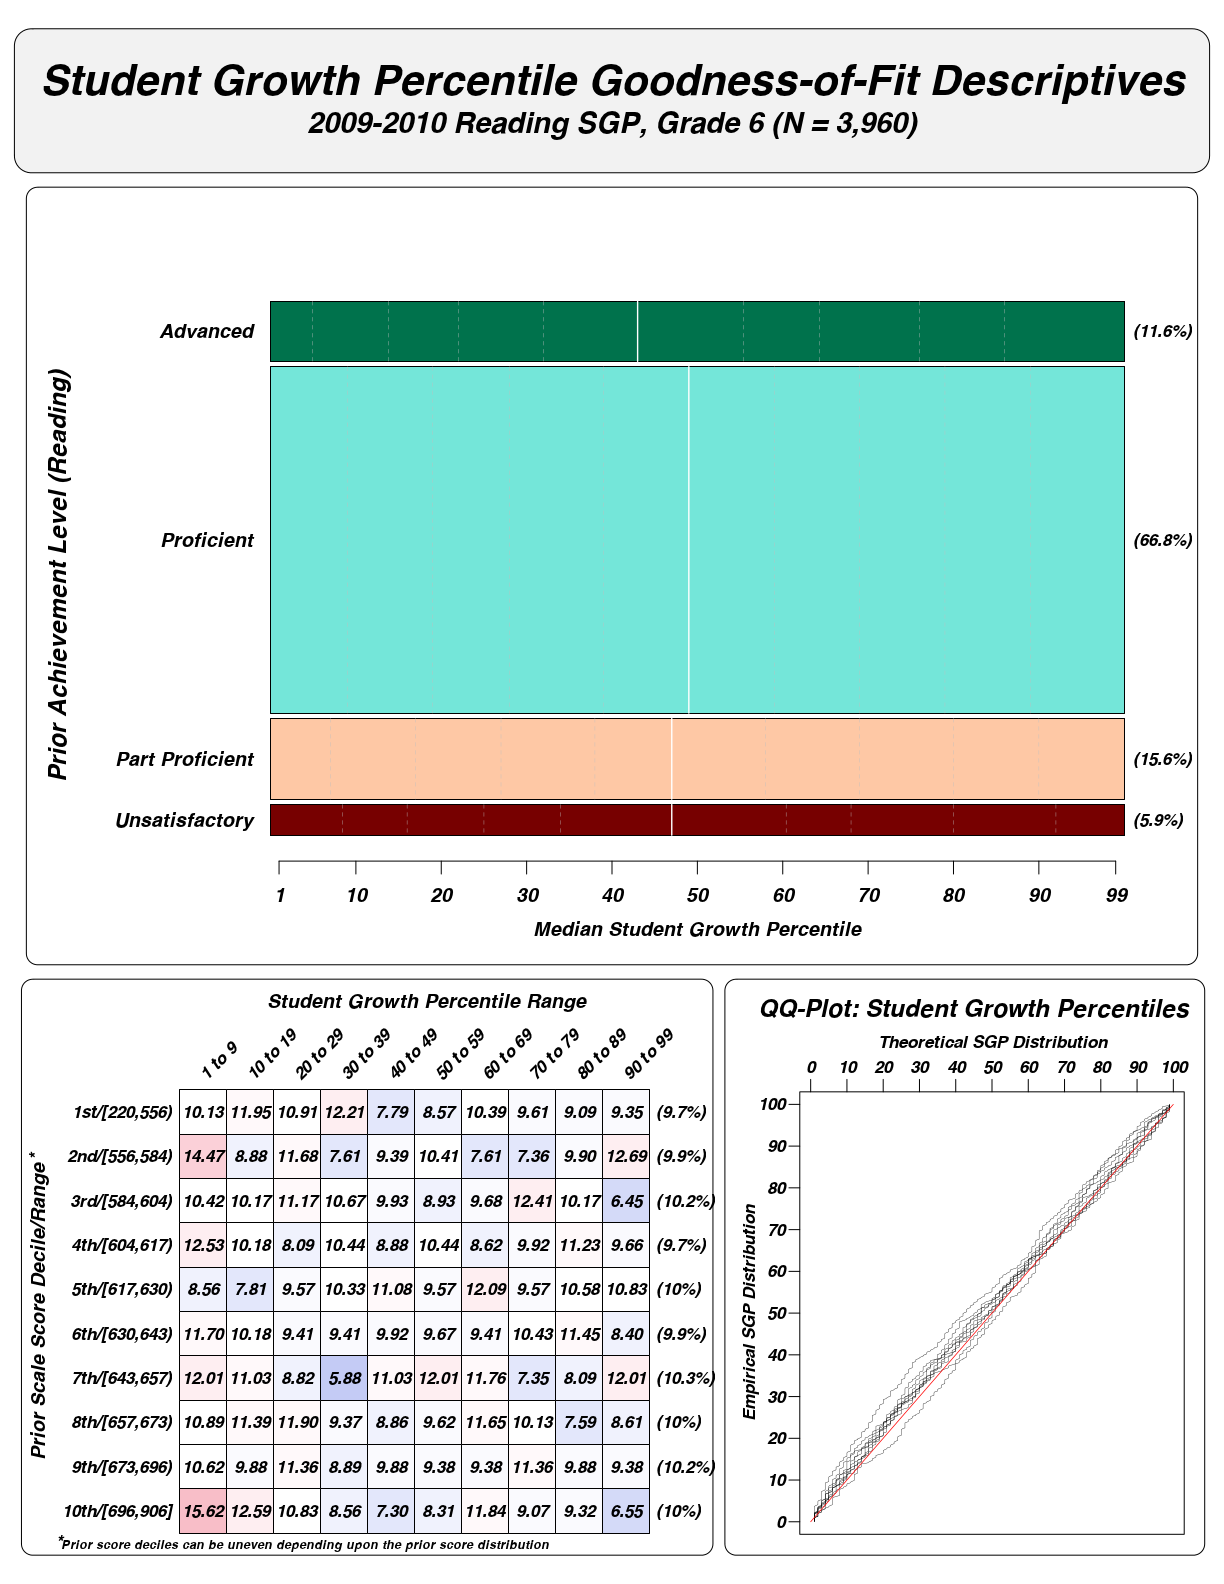 Student Growth Percentile Goodness-of-Fit Descriptives
2009-2010 Reading SGP, Grade 6 (N = 3,960)
Prior Achievement Level (Reading)
Advanced (11.6%)
Proficient (66.8%)
Part Proficient (15.6%)
Unsatisfactory (5.9%)
1 10 20 30 40 50 60 70 80 90 99
Median Student Growth Percentile
Student Growth Percentile Range
1 to 9 10 to 19 20 to 29 30 to 39 40 to 49 50 to 59 60 to 69 70 to 79 80 to 89 90 to 99
Prior Scale Score Decile/Range*
1st/[220,556) 10.13 11.95 10.91 12.21 7.79 8.57 10.39 9.61 9.09 9.35 (9.7%)
2nd/[556,584) 14.47 8.88 11.68 7.61 9.39 10.41 7.61 7.36 9.90 12.69 (9.9%)
3rd/[584,604) 10.42 10.17 11.17 10.67 9.93 8.93 9.68 12.41 10.17 6.45 (10.2%)
4th/[604,617) 12.53 10.18 8.09 10.44 8.88 10.44 8.62 9.92 11.23 9.66 (9.7%)
5th/[617,630) 8.56 7.81 9.57 10.33 11.08 9.57 12.09 9.57 10.58 10.83 (10%)
6th/[630,643) 11.70 10.18 9.41 9.41 9.92 9.67 9.41 10.43 11.45 8.40 (9.9%)
7th/[643,657) 12.01 11.03 8.82 5.88 11.03 12.01 11.76 7.35 8.09 12.01 (10.3%)
8th/[657,673) 10.89 11.39 11.90 9.37 8.86 9.62 11.65 10.13 7.59 8.61 (10%)
9th/[673,696) 10.62 9.88 11.36 8.89 9.88 9.38 9.38 11.36 9.88 9.38 (10.2%)
10th/[696,906] 15.62 12.59 10.83 8.56 7.30 8.31 11.84 9.07 9.32 6.55 (10%)
*Prior score deciles can be uneven depending upon the prior score distribution
QQ-Plot: Student Growth Percentiles
Theoretical SGP Distribution
0 10 20 30 40 50 60 70 80 90 100
Empirical SGP Distribution
100
90
80
70
60
50
40
30
20
10
0